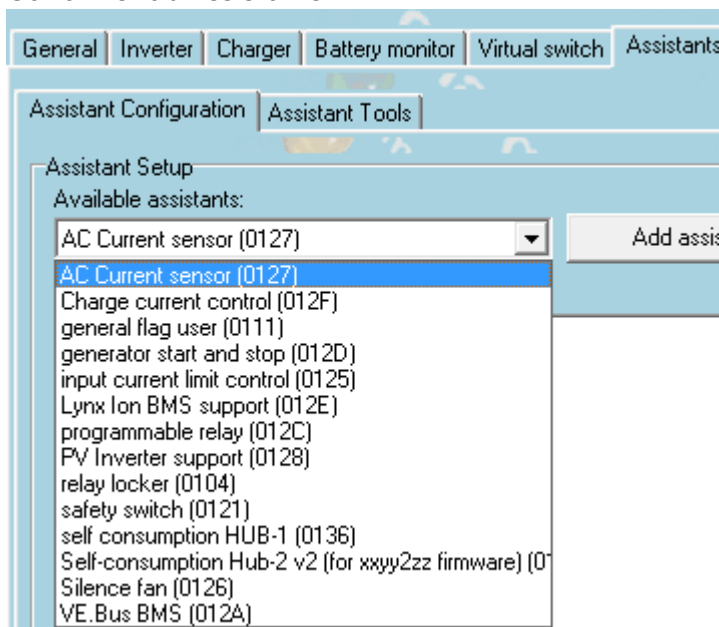 General Inverter Charger Battery monitor Virtual switch Assistants
Assistant Configuration Assistant Tools
Assistant Setup
Available assistants:
AC Current sensor (0127) Add assis
AC Current sensor (0127)
Charge current control (012F)
general flag user (0111)
generator start and stop (012D)
input current limit control (0125)
Lynx Ion BMS support (012E)
programmable relay (012C)
PV Inverter support (0128)
relay locker (0104)
safety switch (0121)
self consumption HUB-1 (0136)
Self-consumption Hub-2 v2 (for xxyy2zz firmware) (0
Silence fan (0126)
VE.Bus BMS (012A)